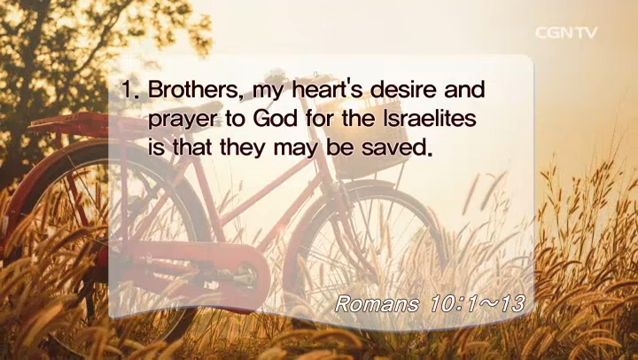 CGNTV
1. Brothers, my heart's desire and
prayer to God for the Israelites
is that they may be saved.
Romans 10:1~13